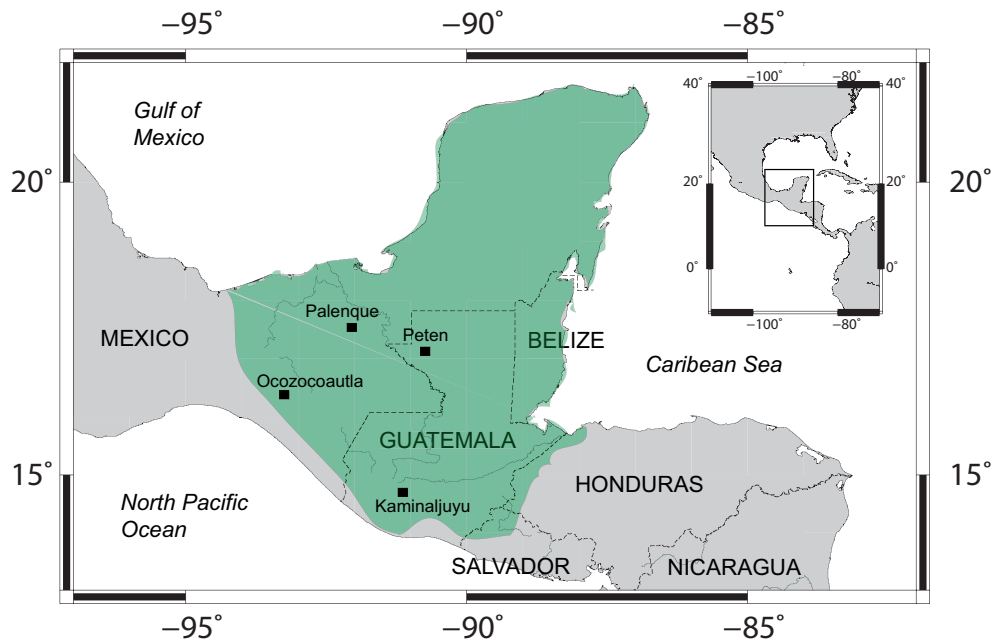 −95˚ −90˚ −85˚
Gulf of
Mexico
−100˚ −80˚
40˚ 40˚
20˚ 20˚
0˚ 0˚
−100˚ −80˚
20˚ 20˚
Palenque
Peten
MEXICO
BELIZE
Caribean Sea
Ocozocoautla
GUATEMALA
15˚ 15˚
HONDURAS
North Pacific
Ocean
Kaminaljuyu
SALVADOR
NICARAGUA
−95˚ −90˚ −85˚